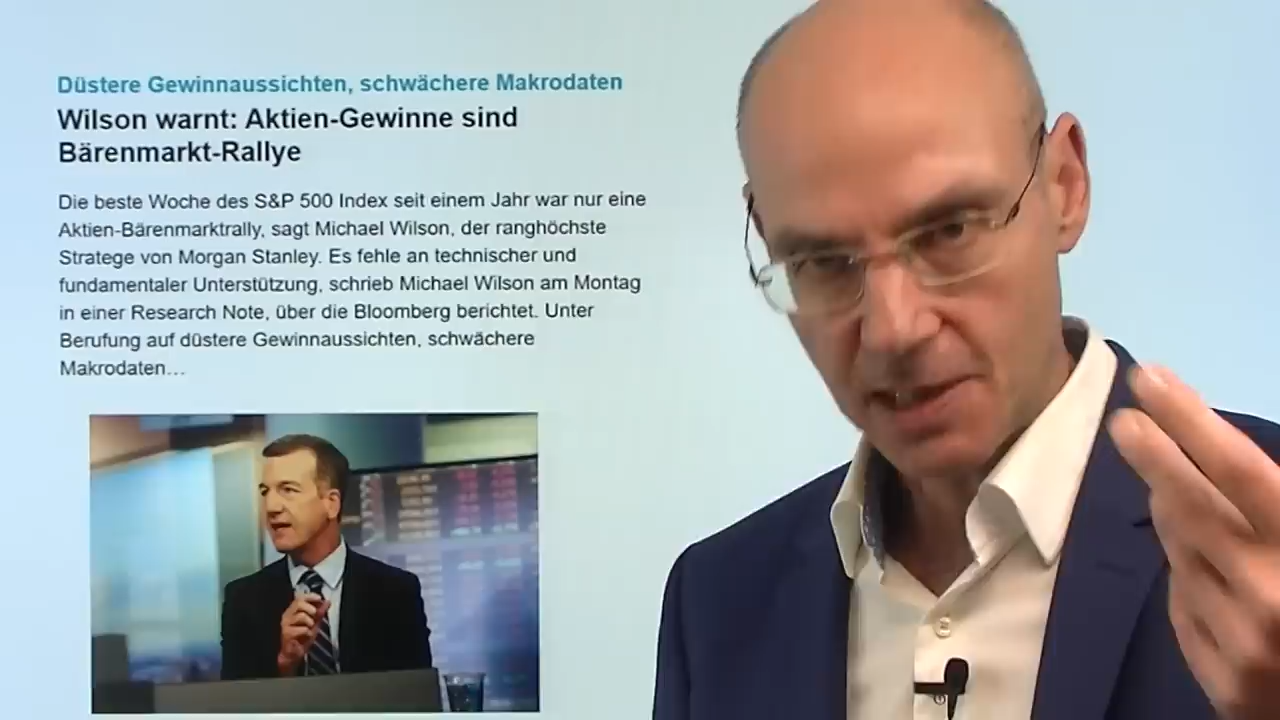 Düstere Gewinnaussichten, schwächere Makrodaten
Wilson warnt: Aktien-Gewinne sind
Bärenmarkt-Rallye
Die beste Woche des S&P 500 Index seit einem Jahr war nur eine
Aktien-Bärenmarktrally, sagt Michael Wilson, der ranghöchste
Stratege von Morgan Stanley. Es fehle an technischer und
fundamentaler Unterstützung, schrieb Michael Wilson am Montag
in einer Research Note, über die Bloomberg berichtet. Unter
Berufung auf düstere Gewinnaussichten, schwächere
Makrodaten…